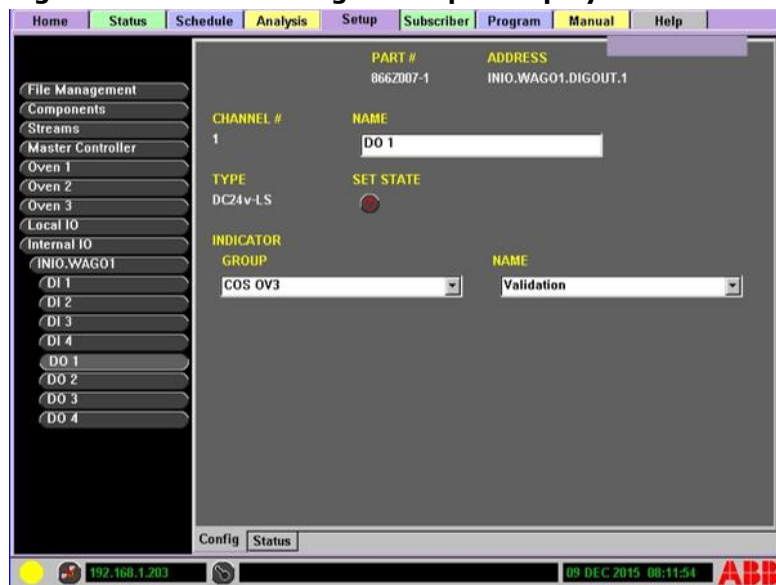 Home Status Schedule Analysis Setup Subscriber Program Manual Help
PART # ADDRESS
866Z007-1 INIO.WAGO1.DIGOUT.1
File Management
Components
Streams
Master Controller
Oven 1
Oven 2
Oven 3
Local IO
Internal IO
INIO.WAGO1
DI 1
DI 2
DI 3
DI 4
DO 1
DO 2
DO 3
DO 4
CHANNEL # NAME
1 DO 1
TYPE SET STATE
DC24v-LS
INDICATOR
GROUP NAME
COS OV3 Validation
Config Status
192.168.1.203 09 DEC 2015 08:11:54 ABB